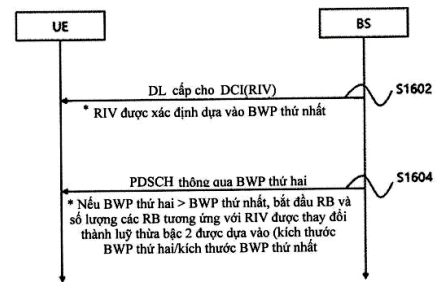 UE
BS
DL cấp cho DCI(RIV)
S1602
* RIV được xác định dựa vào BWP thứ nhất
PDSCH thông qua BWP thứ hai
S1604
* Nếu BWP thứ hai > BWP thứ nhất, bắt đầu RB và
số lượng các RB tương ứng với RIV được thay đổi
thành luỹ thừa bậc 2 được dựa vào (kích thước
BWP thứ hai/kích thước BWP thứ nhất